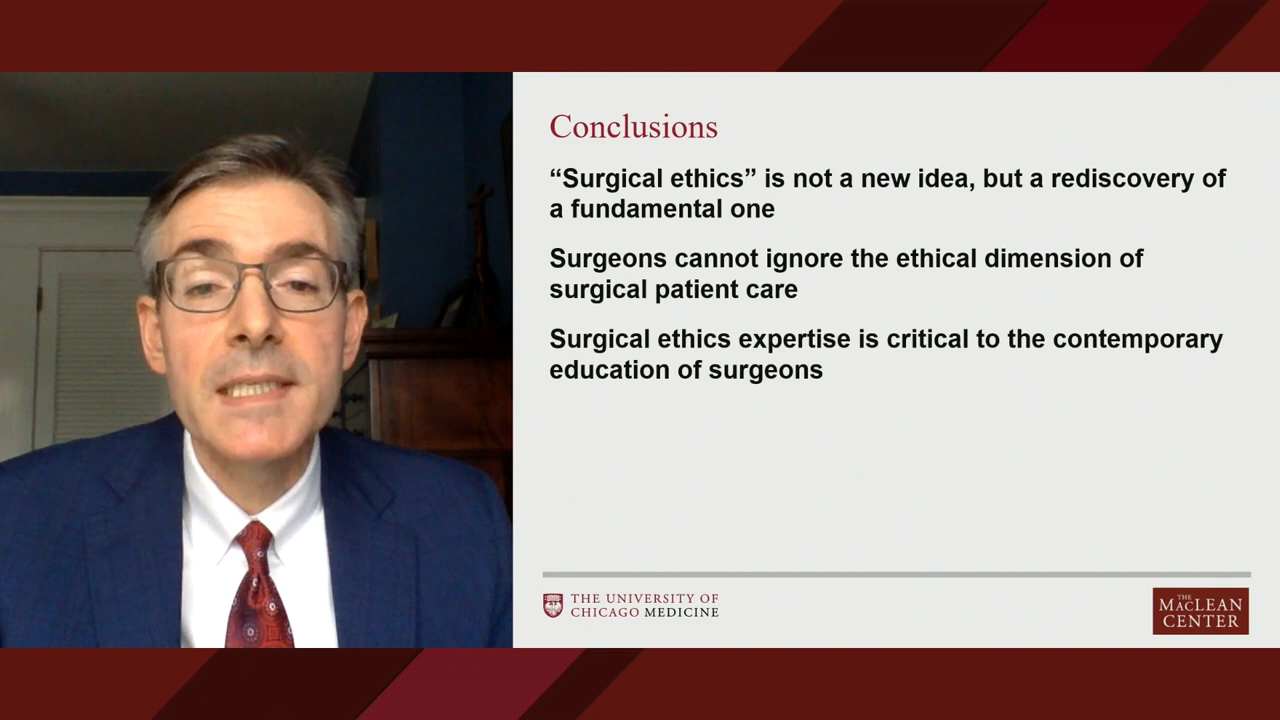 Conclusions
“Surgical ethics” is not a new idea, but a rediscovery of
a fundamental one
Surgeons cannot ignore the ethical dimension of
surgical patient care
Surgical ethics expertise is critical to the contemporary
education of surgeons
THE UNIVERSITY OF
CHICAGO MEDICINE
THE
MACLEAN
CENTER